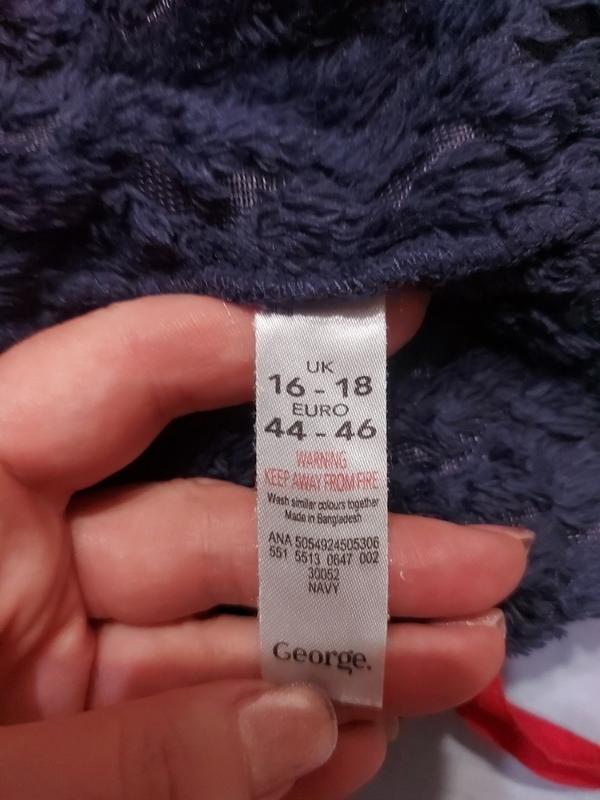 UK
16 - 18
EURO
44 - 46
WARNING
KEEP AWAY FROM FIRE
Wash similar colours together
Made in Bangladesh
ANA 5054924505306
551 5513 0647 002
30052
NAVY
George.